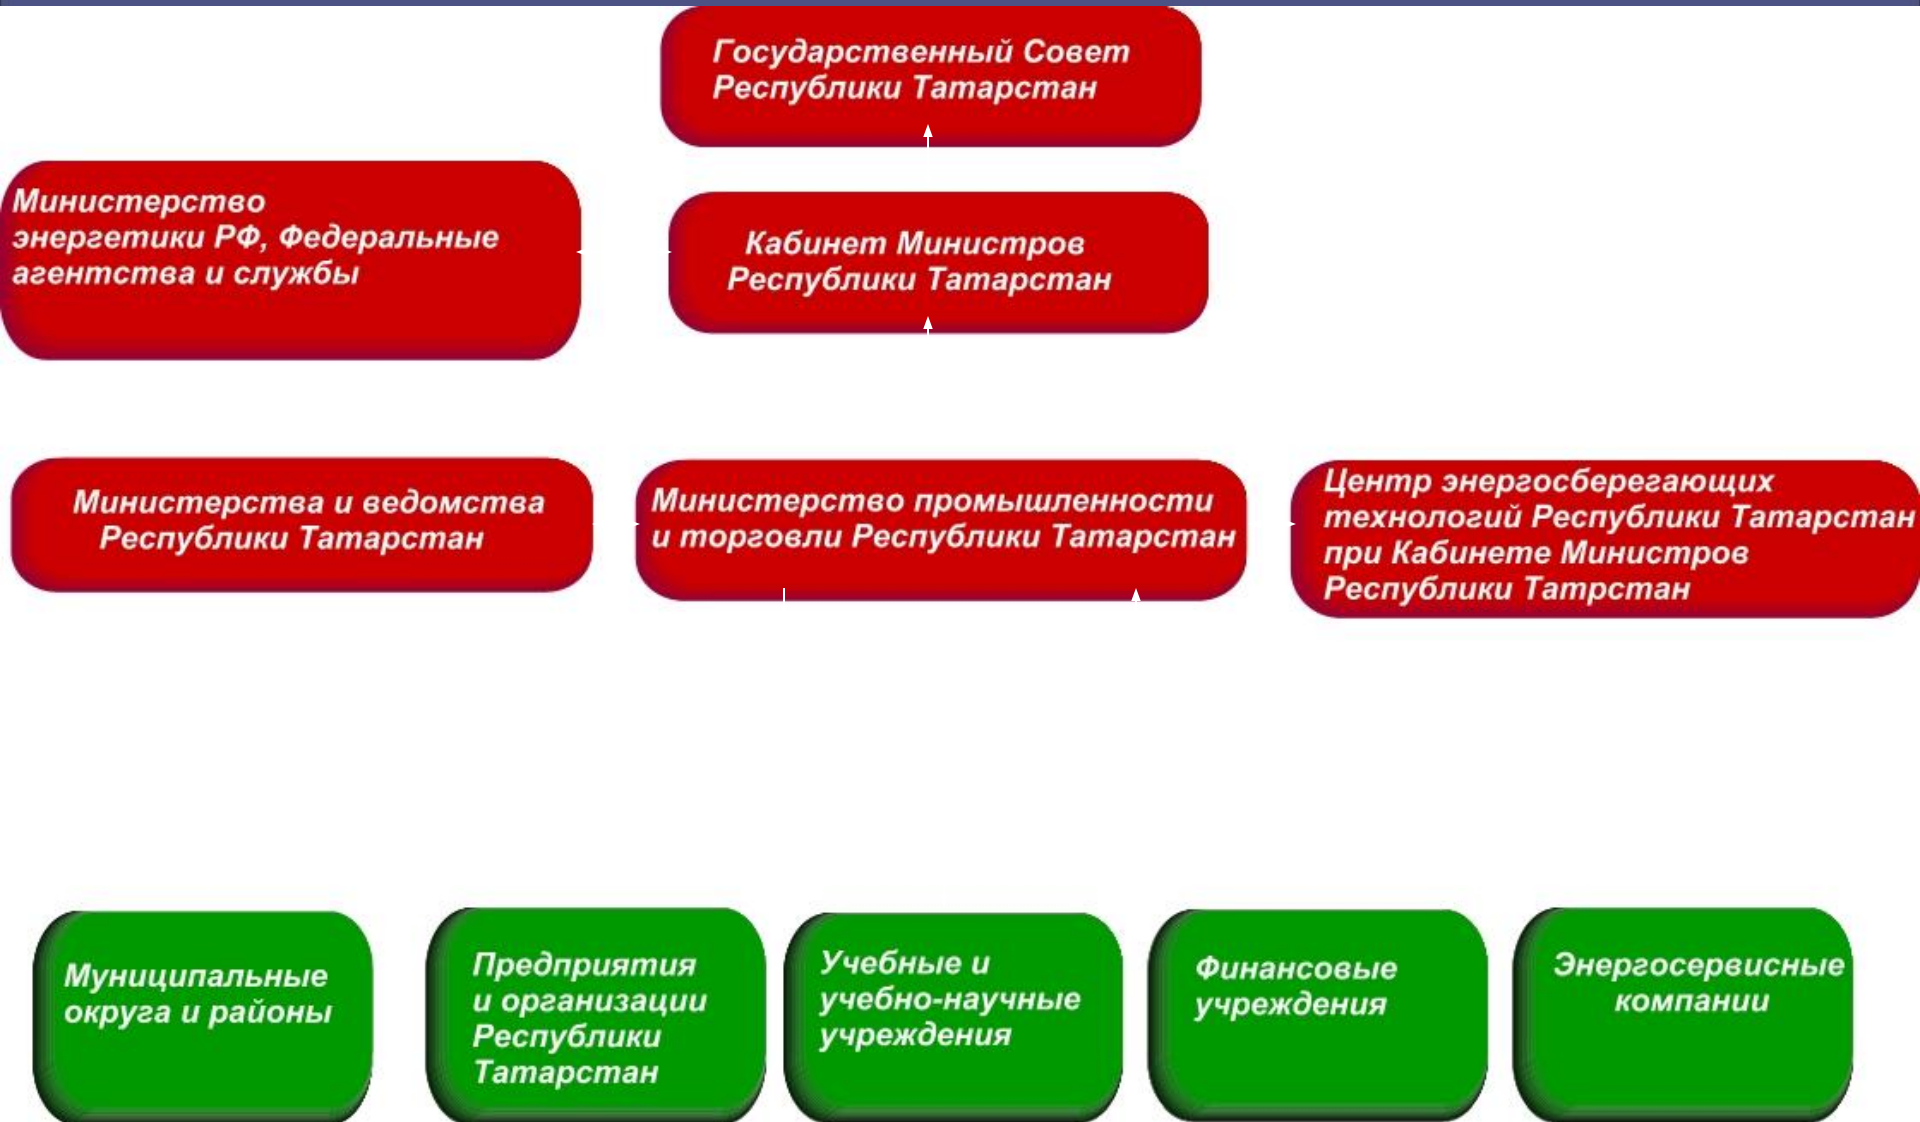 Государственный Совет
Республики Татарстан
Министерство
энергетики РФ, Федеральные
агентства и службы
Кабинет Министров
Республики Татарстан
Министерства и ведомства
Республики Татарстан
Министерство промышленности
и торговли Республики Татарстан
Центр энергосберегающих
технологий Республики Татарстан
при Кабинете Министров
Республики Татрстан
Муниципальные
округа и районы
Предприятия
и организации
Республики
Татарстан
Учебные и
учебно-научные
учреждения
Финансовые
учреждения
Энергосервисные
компании